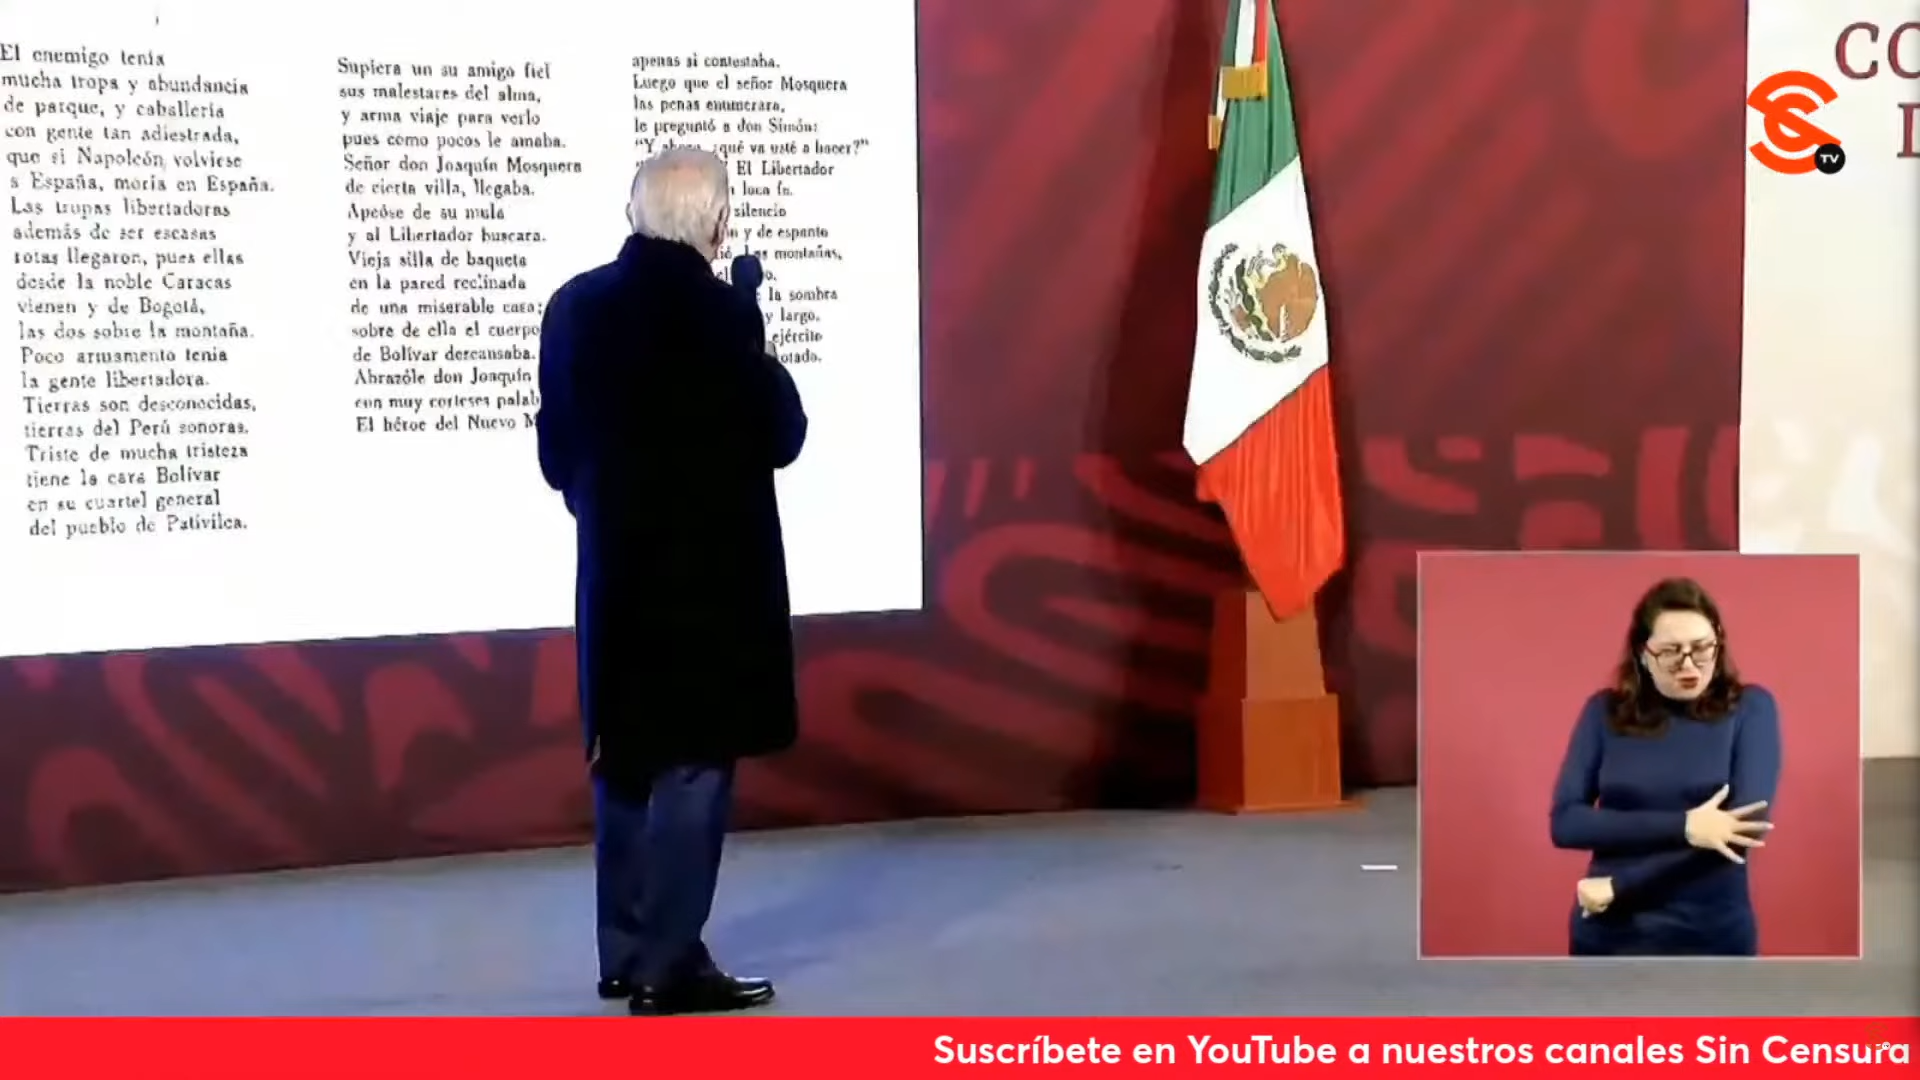 El enemigo tenía
mucha tropa y abundancia
de parque, y caballería
con gente tan adiestrada,
que si Napoleón volviese
a España, moría en España.
Las tropas libertadoras
además de ser escasas
rotas llegaron, pues ellas
desde la noble Caracas
vienen y de Bogotá,
las dos sobre la montaña.
Poco armamento tenía
la gente libertadora.
Tierras son desconocidas,
tierras del Perú sonoras.
Triste de mucha tristeza
tiene la cara Bolívar
en su cuartel general
del pueblo de Pativilca.
Supiera un su amigo fiel
sus malestares del alma,
y arma viaje para verlo
pues como pocos le amaba.
Señor don Joaquín Mosquera
de cierta villa, llegaba.
Apeóse de su mula
y al Libertador buscara.
Vieja silla de baqueta
en la pared reclinada
de una miserable casa;
sobre de ella el cuerpo
de Bolívar descansaba.
Abrazóle don Joaquín
con muy corteses palab
El héroe del Nuevo M
apenas si contestaba.
Luego que el señor Mosquera
las penas enumerara,
le preguntó a don Simón:
"Y ahora, ¿qué va usté a hacer?"
El Libertador
silencio
y de espanto
las montañas,
la sombra
y largo,
ejército
CO
TV
Suscríbete en YouTube a nuestros canales Sin Censura